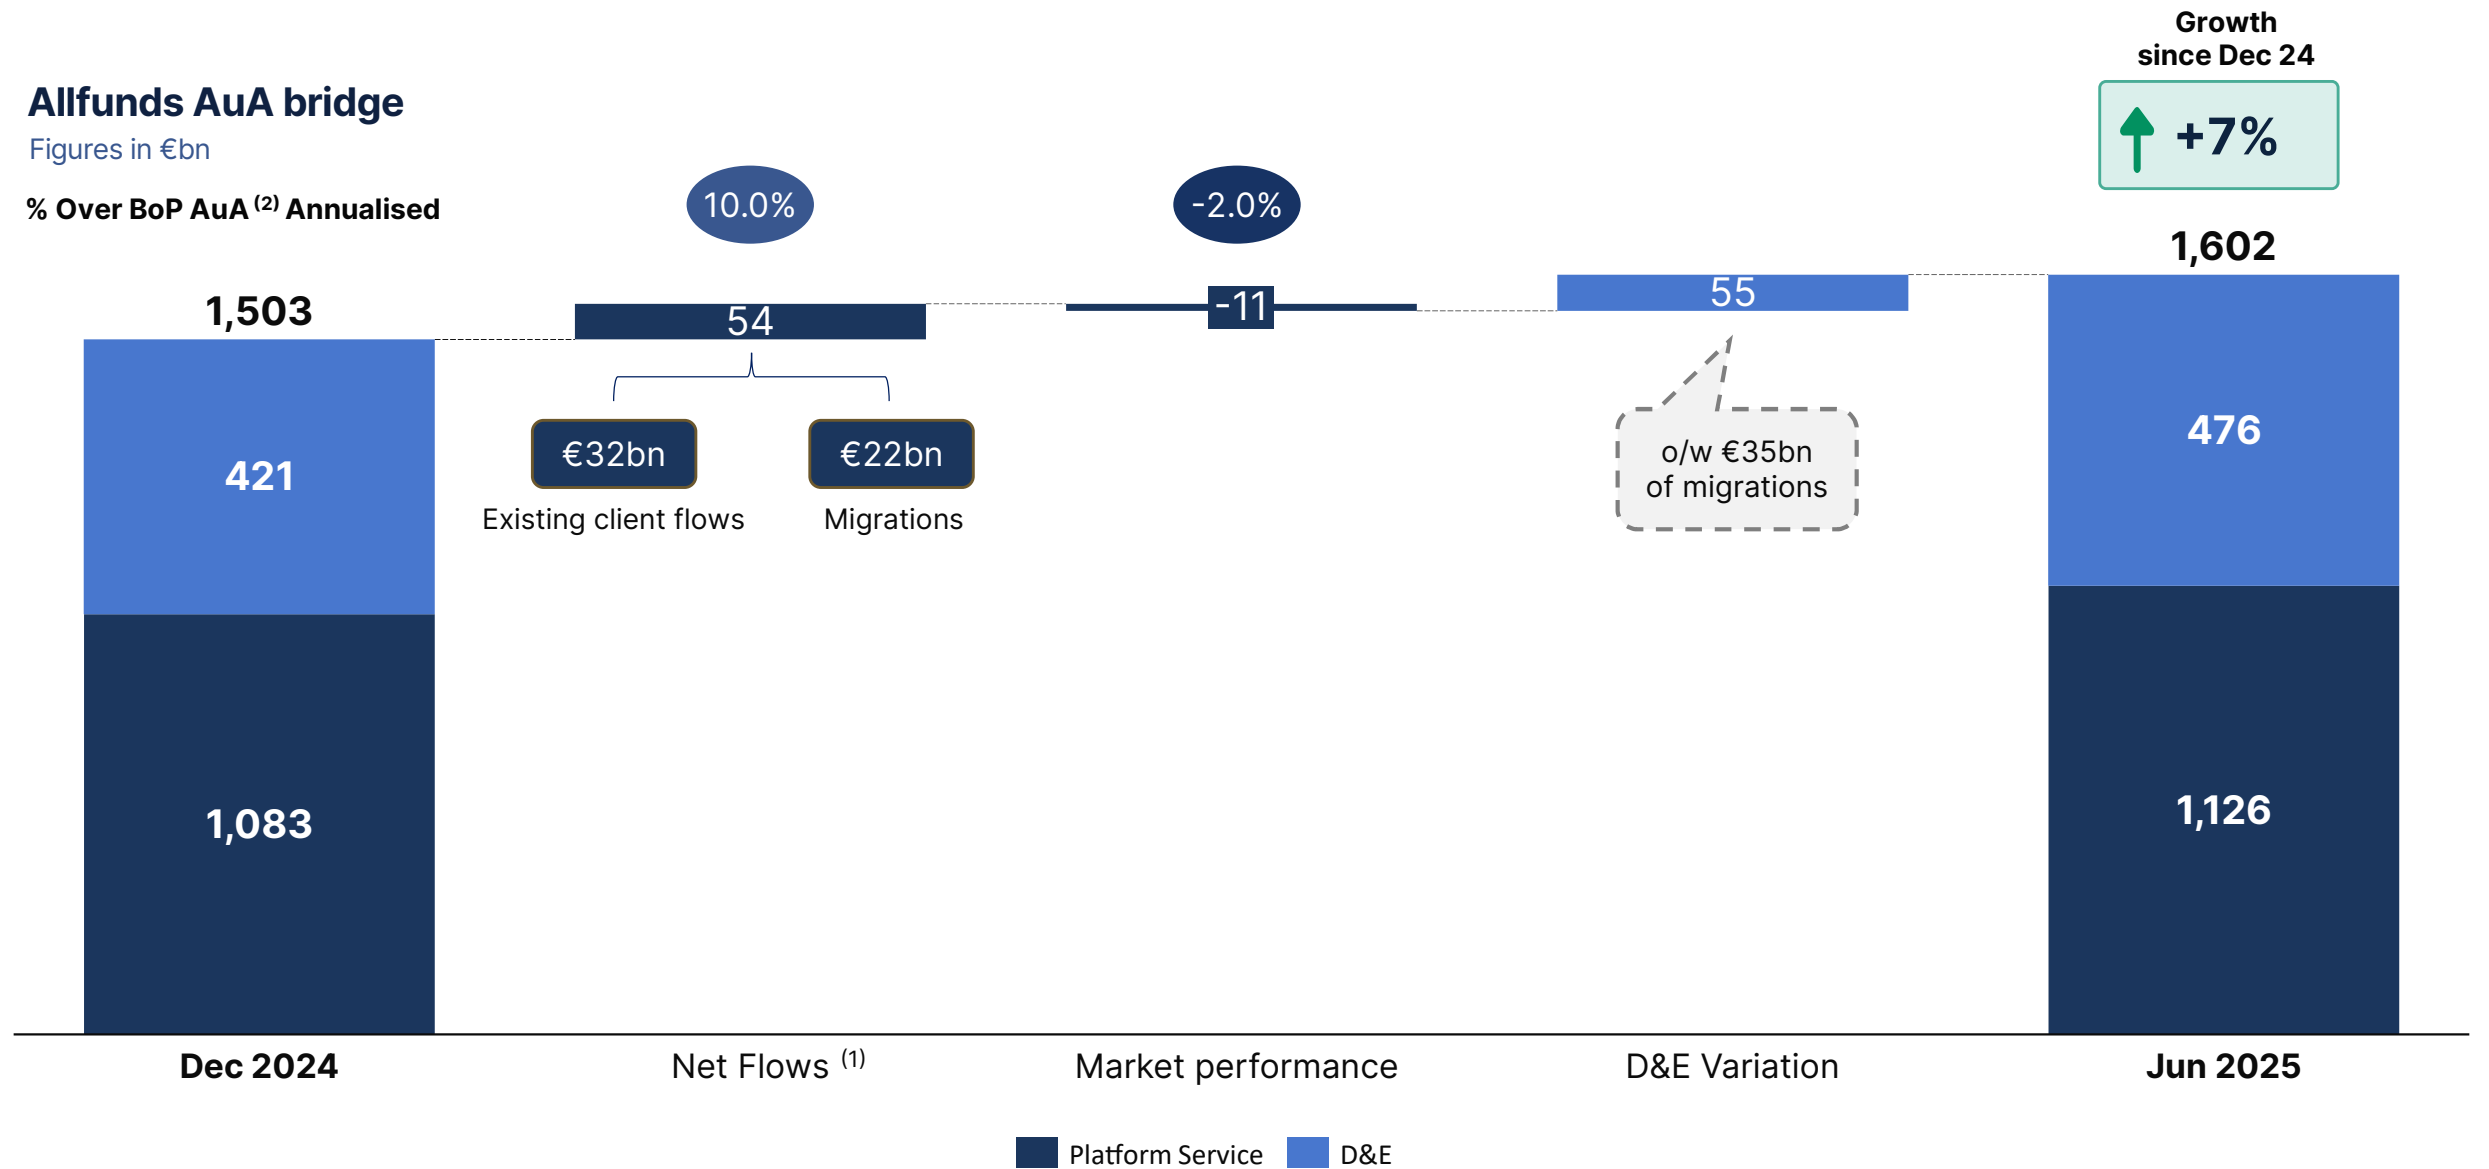 Growth
since Dec 24
+7%
Allfunds AuA bridge
Figures in €bn
% Over BoP AuA (2) Annualised
10.0%
-2.0%
1,503
54
-11
55
1,602
421
€32bn
€22bn
Existing client flows
Migrations
o/w €35bn
of migrations
476
1,083
1,126
Dec 2024
Net Flows (1)
Market performance
D&E Variation
Jun 2025
Platform Service
D&E